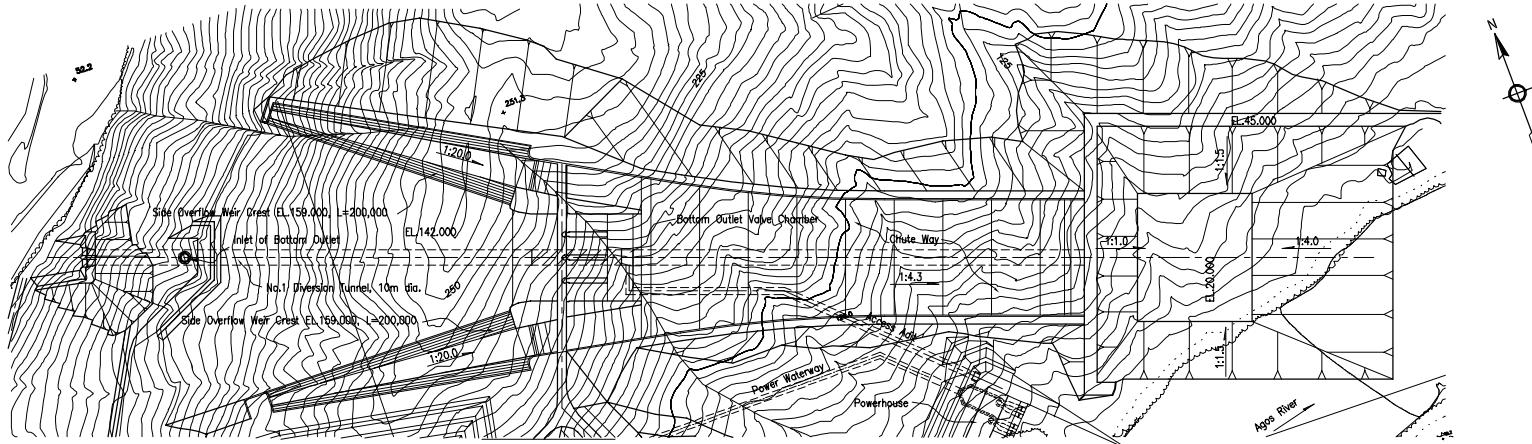 N
52.2
251.3
225
125
EL.45.000
1:20.0
1:1.5
Side Overflow Weir Crest EL.159.000, L=200,000
EL.142.000
Bottom Outlet Valve Chamber
Inlet of Bottom Outlet
Chute Way
1:1.0
1:4.0
1:4.3
EL.20.000
No.1 Diversion Tunnel, 10m dia.
250
Side Overflow Weir Crest EL.159.000, L=200,000
Access Adit
1:20.0
1:1.5
Power Waterway
Powerhouse
Agos River